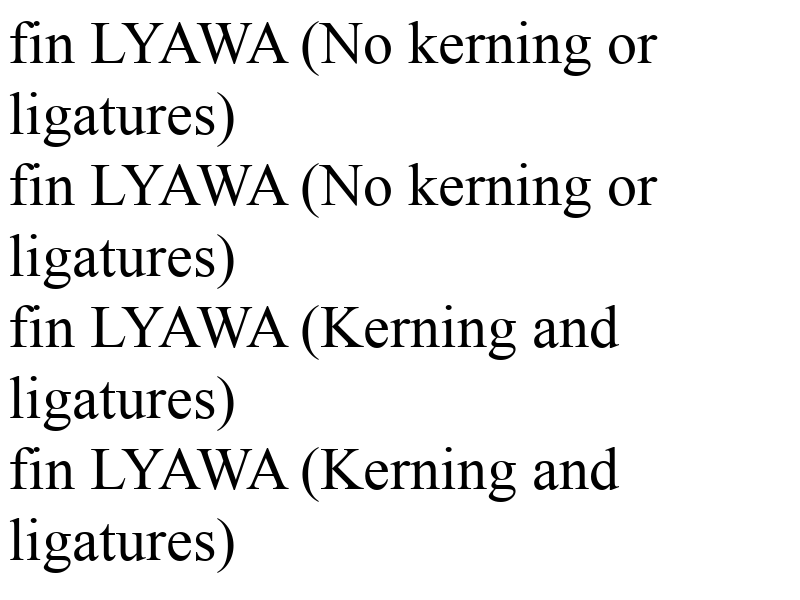 fin LYAWA (No kerning or
ligatures)
fin LYAWA (No kerning or
ligatures)
fin LYAWA (Kerning and
ligatures)
fin LYAWA (Kerning and
ligatures)